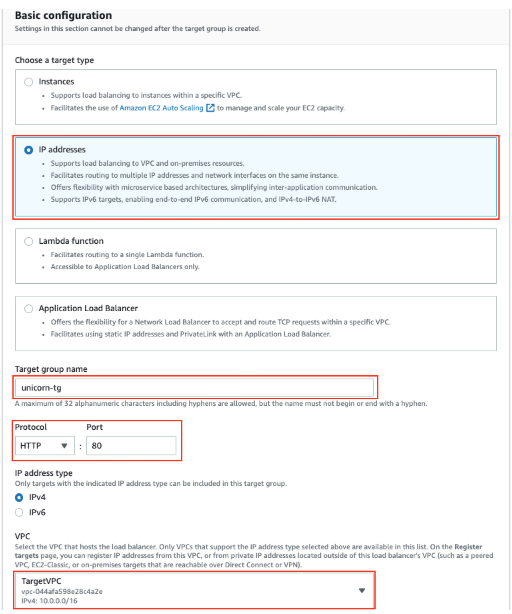 Basic configuration
Settings in this section cannot be changed after the target group is created.
Choose a target type
Instances
• Supports load balancing to instances within a specific VPC.
• Facilitates the use of Amazon EC2 Auto Scaling to manage and scale your EC2 capacity.
IP addresses
• Supports load balancing to VPC and on-premises resources.
• Facilitates routing to multiple IP addresses and network interfaces on the same instance.
• Offers flexibility with microservice based architectures, simplifying inter-application communication.
• Supports IPv6 targets, enabling end-to-end IPv6 communication, and IPv4-to-IPv6 NAT.
Lambda function
• Facilitates routing to a single Lambda function.
• Accessible to Application Load Balancers only.
Application Load Balancer
• Offers the flexibility for a Network Load Balancer to accept and route TCP requests within a specific VPC.
• Facilitates using static IP addresses and PrivateLink with an Application Load Balancer.
Target group name
unicorn-tg
A maximum of 32 alphanumeric characters including hyphens are allowed, but the name must not begin or end with a hyphen.
Protocol Port
HTTP : 80
IP address type
Only targets with the indicated IP address type can be included in this target group.
IPv4
IPv6
VPC
Select the VPC that hosts the load balancer. Only VPCs that support the IP address type selected above are available in this list. On the Register
targets page, you can register IP addresses from this VPC, or from private IP addresses located outside of this load balancer's VPC (such as a peered
VPC, EC2-Classic, or on-premises targets that are reachable over Direct Connect or VPN).
TargetVPC
vpc-044afa598e28c4a2e
IPv4: 10.0.0.0/16